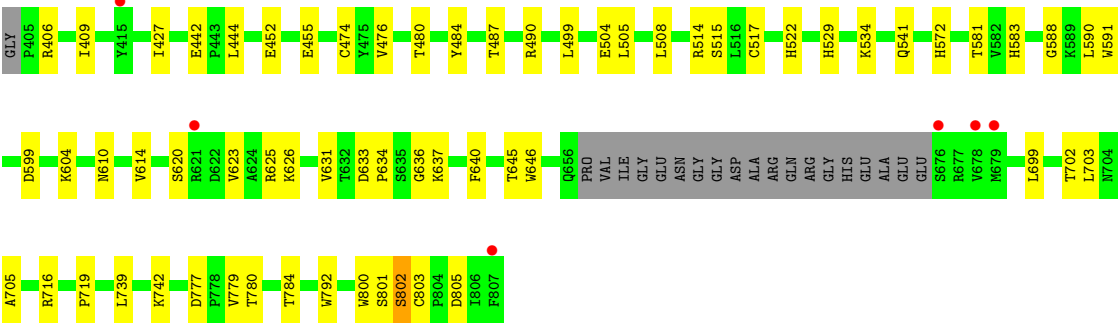 GLY P405 R406 I409 Y415 I427 E442 P443 L444 E452 E455 C474 Y475 V476 T480 Y484 T487 R490 L499 E504 L505 L508 R514 S515 L516 C517 H522 H529 K534 Q541 H572 T581 V582 H583 G588 K589 L590 W591
D599 K604 N610 V614 S620 R621 D622 V623 A624 R625 K626 V631 T632 D633 P634 S635 G636 K637 F640 T645 W646 Q656 PRO VAL ILE GLY GLU ASN GLY GLY ASP ALA ARG GLN ARG GLY HIS GLU ALA GLU GLU S676 R677 V678 M679 L699 T702 L703 N704
A705 R716 P719 L739 K742 D777 P778 V779 T780 T784 W792 W800 S801 S802 C803 P804 D805 I806 F807